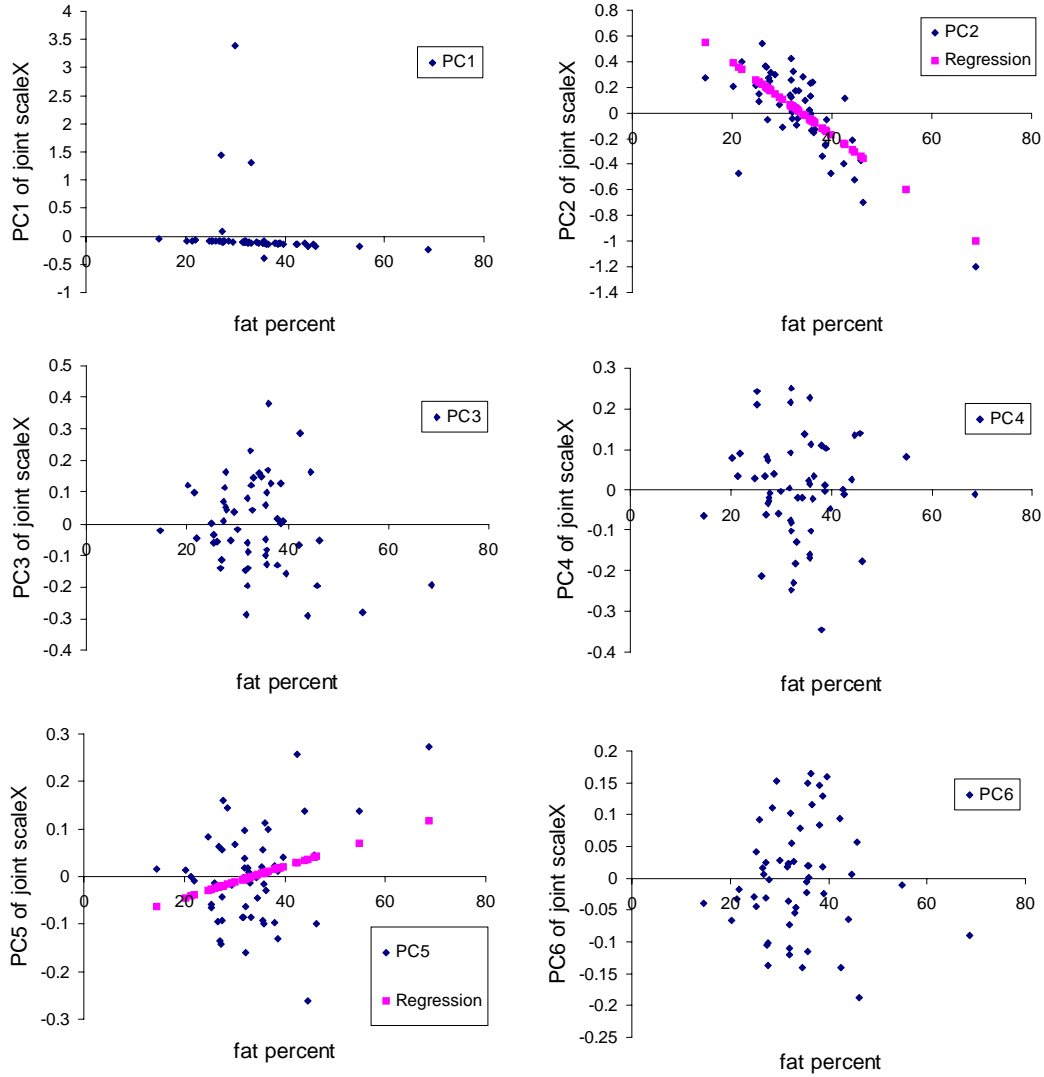 PC1 of joint scaleX
4
3.5
3
2.5
2
1.5
1
0.5
0
-0.5
-1
0 20 40 60 80
PC1
fat percent
PC2 of joint scaleX
0.8
0.6
0.4
0.2
0
-0.2
-0.4
-0.6
-0.8
-1
-1.2
-1.4
0 20 40 60 80
PC2
Regression
fat percent
PC3 of joint scaleX
0.5
0.4
0.3
0.2
0.1
0
-0.1
-0.2
-0.3
-0.4
0 20 40 60 80
PC3
fat percent
PC4 of joint scaleX
0.4
0.3
0.2
0.1
0
-0.1
-0.2
-0.3
-0.4
0 20 40 60 80
PC4
fat percent
PC5 of joint scaleX
0.3
0.2
0.1
0
-0.1
-0.2
-0.3
0 20 40 60 80
PC5
Regression
fat percent
PC6 of joint scaleX
0.2
0.15
0.1
0.05
0
-0.05
-0.1
-0.15
-0.2
-0.25
0 20 40 60 80
PC6
fat percent